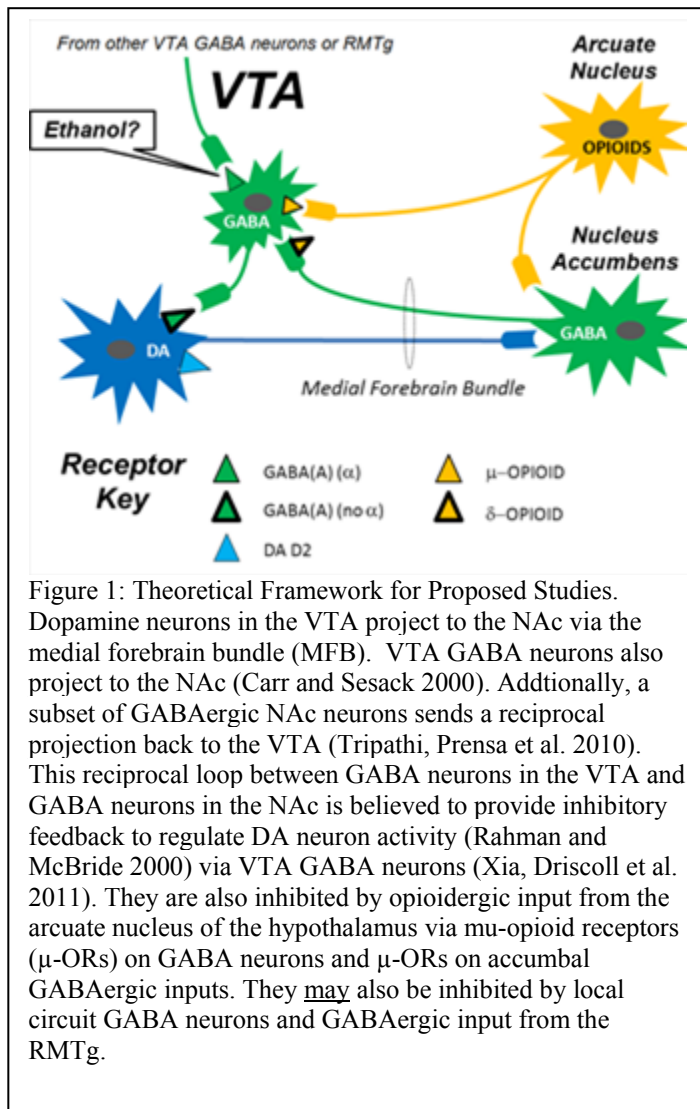 From other VTA GABA neurons or RMTg
VTA
Arcuate
Nucleus
Ethanol?
OPIOIDS
GABA
Nucleus
Accumbens
GABA
DA
Medial Forebrain Bundle
Receptor
Key
GABA(A) (α)
μ-OPIOID
GABA(A) (no α)
δ-OPIOID
DA D2
Figure 1: Theoretical Framework for Proposed Studies.
Dopamine neurons in the VTA project to the NAc via the
medial forebrain bundle (MFB).  VTA GABA neurons also
project to the NAc (Carr and Sesack 2000). Addtionally, a
subset of GABAergic NAc neurons sends a reciprocal
projection back to the VTA (Tripathi, Prensa et al. 2010).
This reciprocal loop between GABA neurons in the VTA and
GABA neurons in the NAc is believed to provide inhibitory
feedback to regulate DA neuron activity (Rahman and
McBride 2000) via VTA GABA neurons (Xia, Driscoll et al.
2011). They are also inhibited by opioidergic input from the
arcuate nucleus of the hypothalamus via mu-opioid receptors
(μ-ORs) on GABA neurons and μ-ORs on accumbal
GABAergic inputs. They may also be inhibited by local
circuit GABA neurons and GABAergic input from the
RMTg.